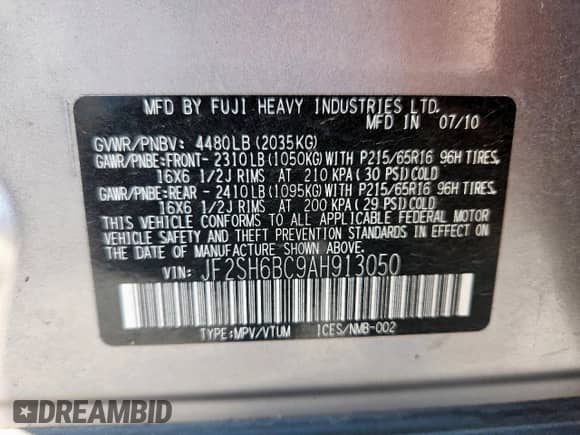 MFD BY FUJI HEAVY INDUSTRIES LTD.
MFD IN 07/10
GVWR/PNBV: 4480LB (2035KG)
GAWR/PNBE:FRONT- 2310LB (1050KG) WITH P215/65R16 96H TIRES,
16X6 1/2J RIMS AT 210 KPA (30 PSI) COLD
GAWR/PNBE:REAR - 2410LB (1095KG) WITH P215/65R16 96H TIRES,
16X6 1/2J RIMS AT 200 KPA (29 PSI) COLD
THIS VEHICLE CONFORMS TO ALL APPLICABLE FEDERAL MOTOR
VEHICLE SAFETY AND THEFT PREVENTION STANDARDS IN EFFECT ON
THE DATE OF MANUFACTURE SHOWN ABOVE.
VIN: JF2SH6BC9AH913050
TYPE:MPV/VTUM ICES/NMB-002
DREAMBID